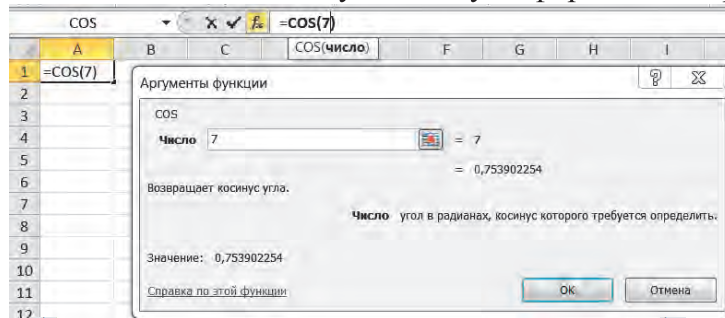 COS =COS(7)
COS(число)
A B C F G H I
1 =COS(7)
2
3
4
5
6
7
8
9
10
11
12
Аргументы функции
COS
Число 7 = 7
= 0,753902254
Возвращает косинус угла.
Число угол в радианах, косинус которого требуется определить.
Значение: 0,753902254
Справка по этой функции
ОК Отмена